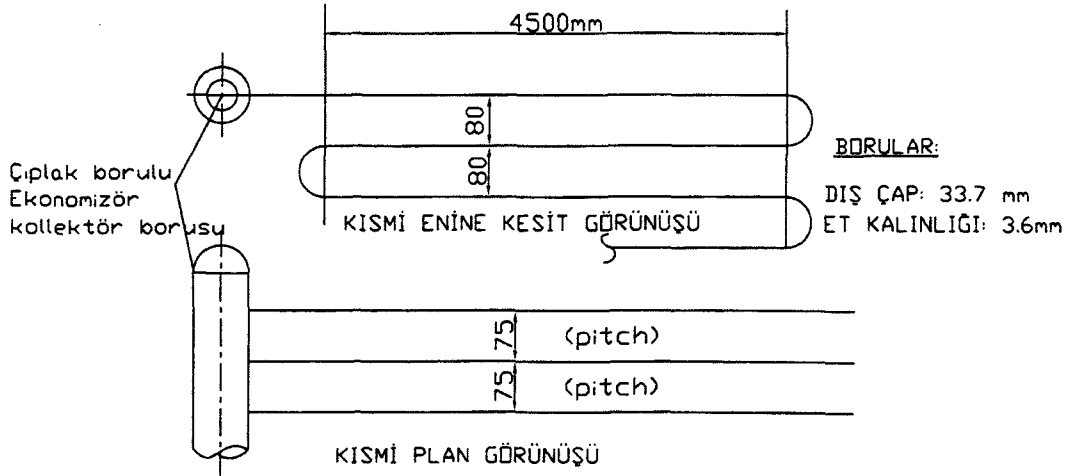 4500mm
80
80
Çıplak borulu
Ekonomizör
kollektör borusu
BORULAR:
DIŞ ÇAP: 33.7 mm
ET KALINLIĞI: 3.6mm
KISMİ ENİNE KESİT GÖRÜNÜŞÜ
75 (pitch)
75 (pitch)
KISMİ PLAN GÖRÜNÜŞÜ